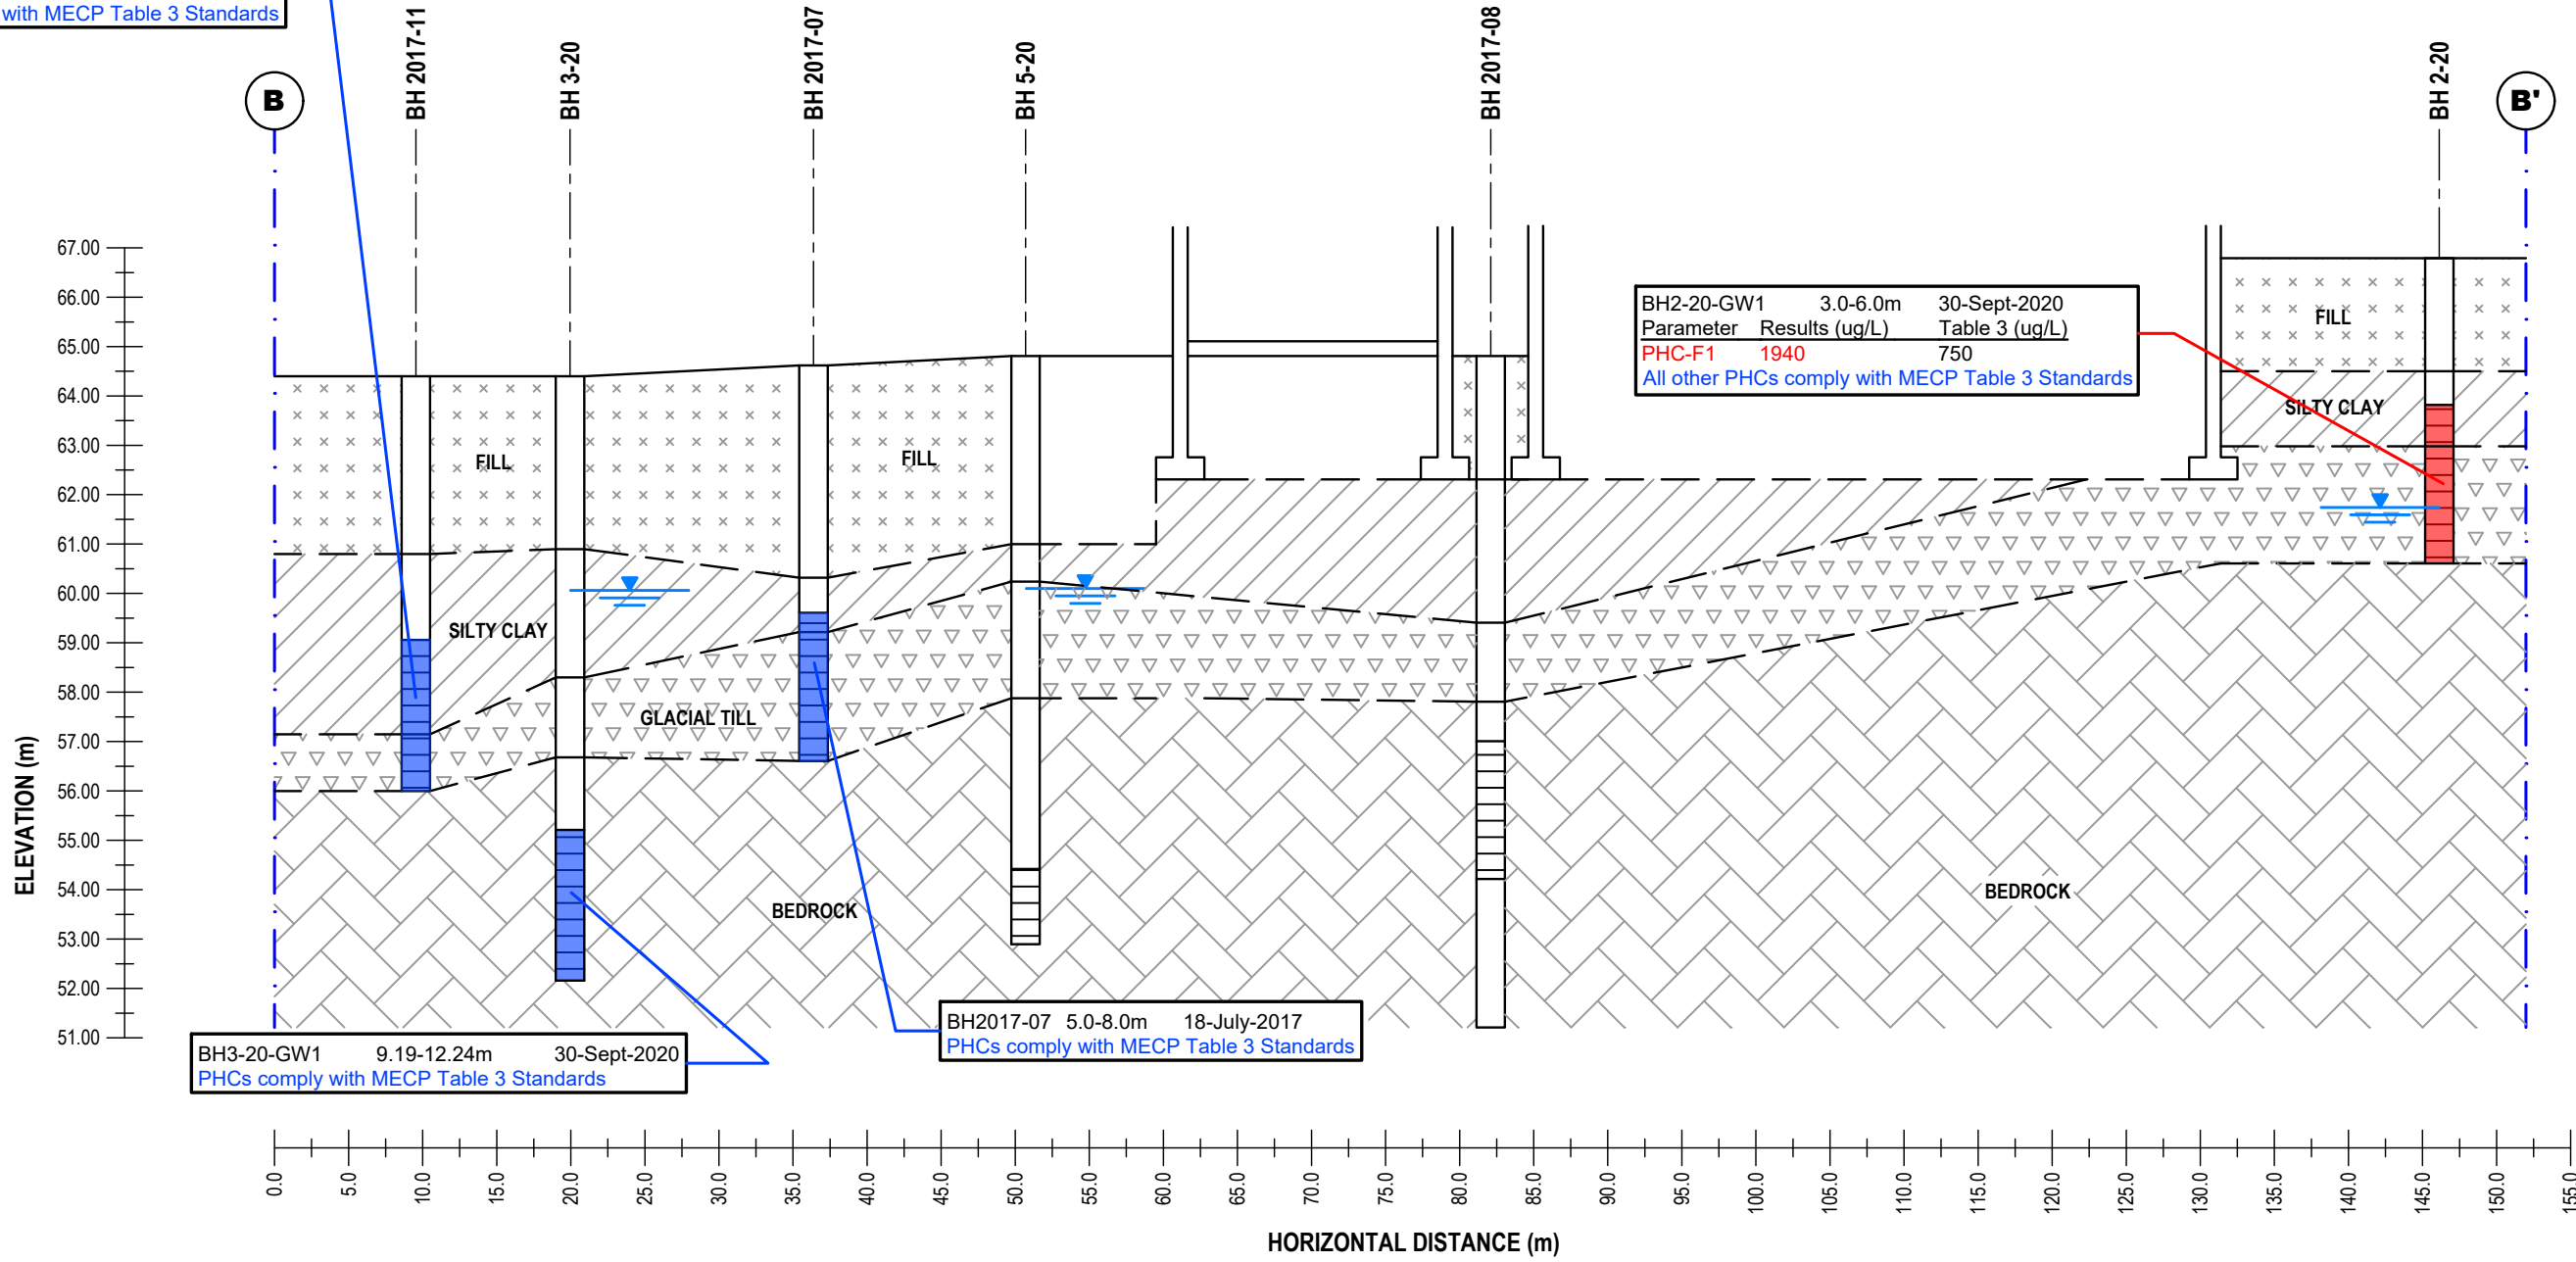 with MECP Table 3 Standards
B
BH 2017-11
BH 3-20
BH 2017-07
BH 5-20
BH 2017-08
BH 2-20
B'
67.00
66.00
65.00
64.00
63.00
62.00
61.00
60.00
59.00
58.00
57.00
56.00
55.00
54.00
53.00
52.00
51.00
ELEVATION (m)
BH2-20-GW1 3.0-6.0m 30-Sept-2020
Parameter Results (ug/L) Table 3 (ug/L)
PHC-F1 1940 750
All other PHCs comply with MECP Table 3 Standards
FILL
SILTY CLAY
FILL
FILL
SILTY CLAY
GLACIAL TILL
BEDROCK
BEDROCK
BH2017-07 5.0-8.0m 18-July-2017
PHCs comply with MECP Table 3 Standards
BH3-20-GW1 9.19-12.24m 30-Sept-2020
PHCs comply with MECP Table 3 Standards
0.0 5.0 10.0 15.0 20.0 25.0 30.0 35.0 40.0 45.0 50.0 55.0 60.0 65.0 70.0 75.0 80.0 85.0 90.0 95.0 100.0 105.0 110.0 115.0 120.0 125.0 130.0 135.0 140.0 145.0 150.0 155.0
HORIZONTAL DISTANCE (m)